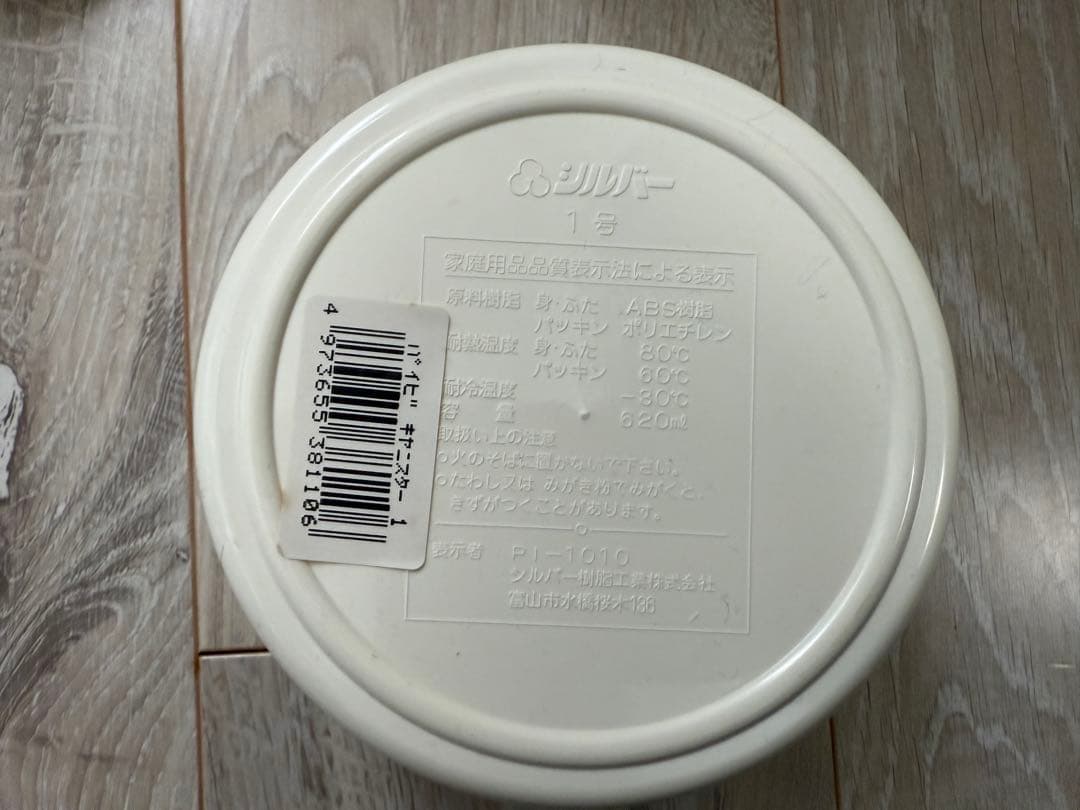 シルバー
1号
家庭用品品質表示法による表示
原料樹脂 身・ふた ABS樹脂
パッキン ポリエチレン
耐熱温度 身・ふた 80℃
パッキン 60℃
耐冷温度 -30℃
容量 620ml
取扱い上の注意
○火のそばに置かないで下さい。
○たわし又は みがき粉でみがくと、
きずがつくことがあります。
表示者 PI-1010
シルバー樹脂工業株式会社
富山市水橋桜木136
バイビ キャニスター 1
4 973655 381106